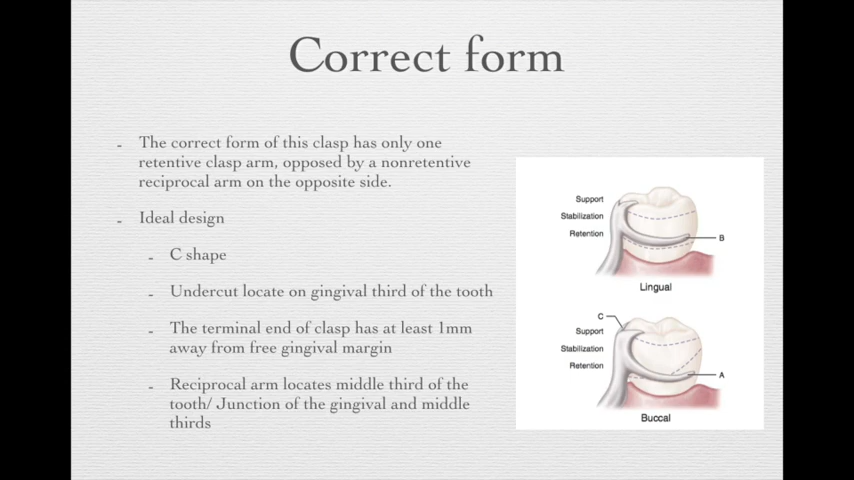 Correct form
- The correct form of this clasp has only one
retentive clasp arm, opposed by a nonretentive
reciprocal arm on the opposite side.
- Ideal design
- C shape
- Undercut locate on gingival third of the tooth
- The terminal end of clasp has at least 1mm
away from free gingival margin
- Reciprocal arm locates middle third of the
tooth/ Junction of the gingival and middle
thirds
Support
Stabilization
Retention
B
Lingual
C
Support
Stabilization
Retention
A
Buccal